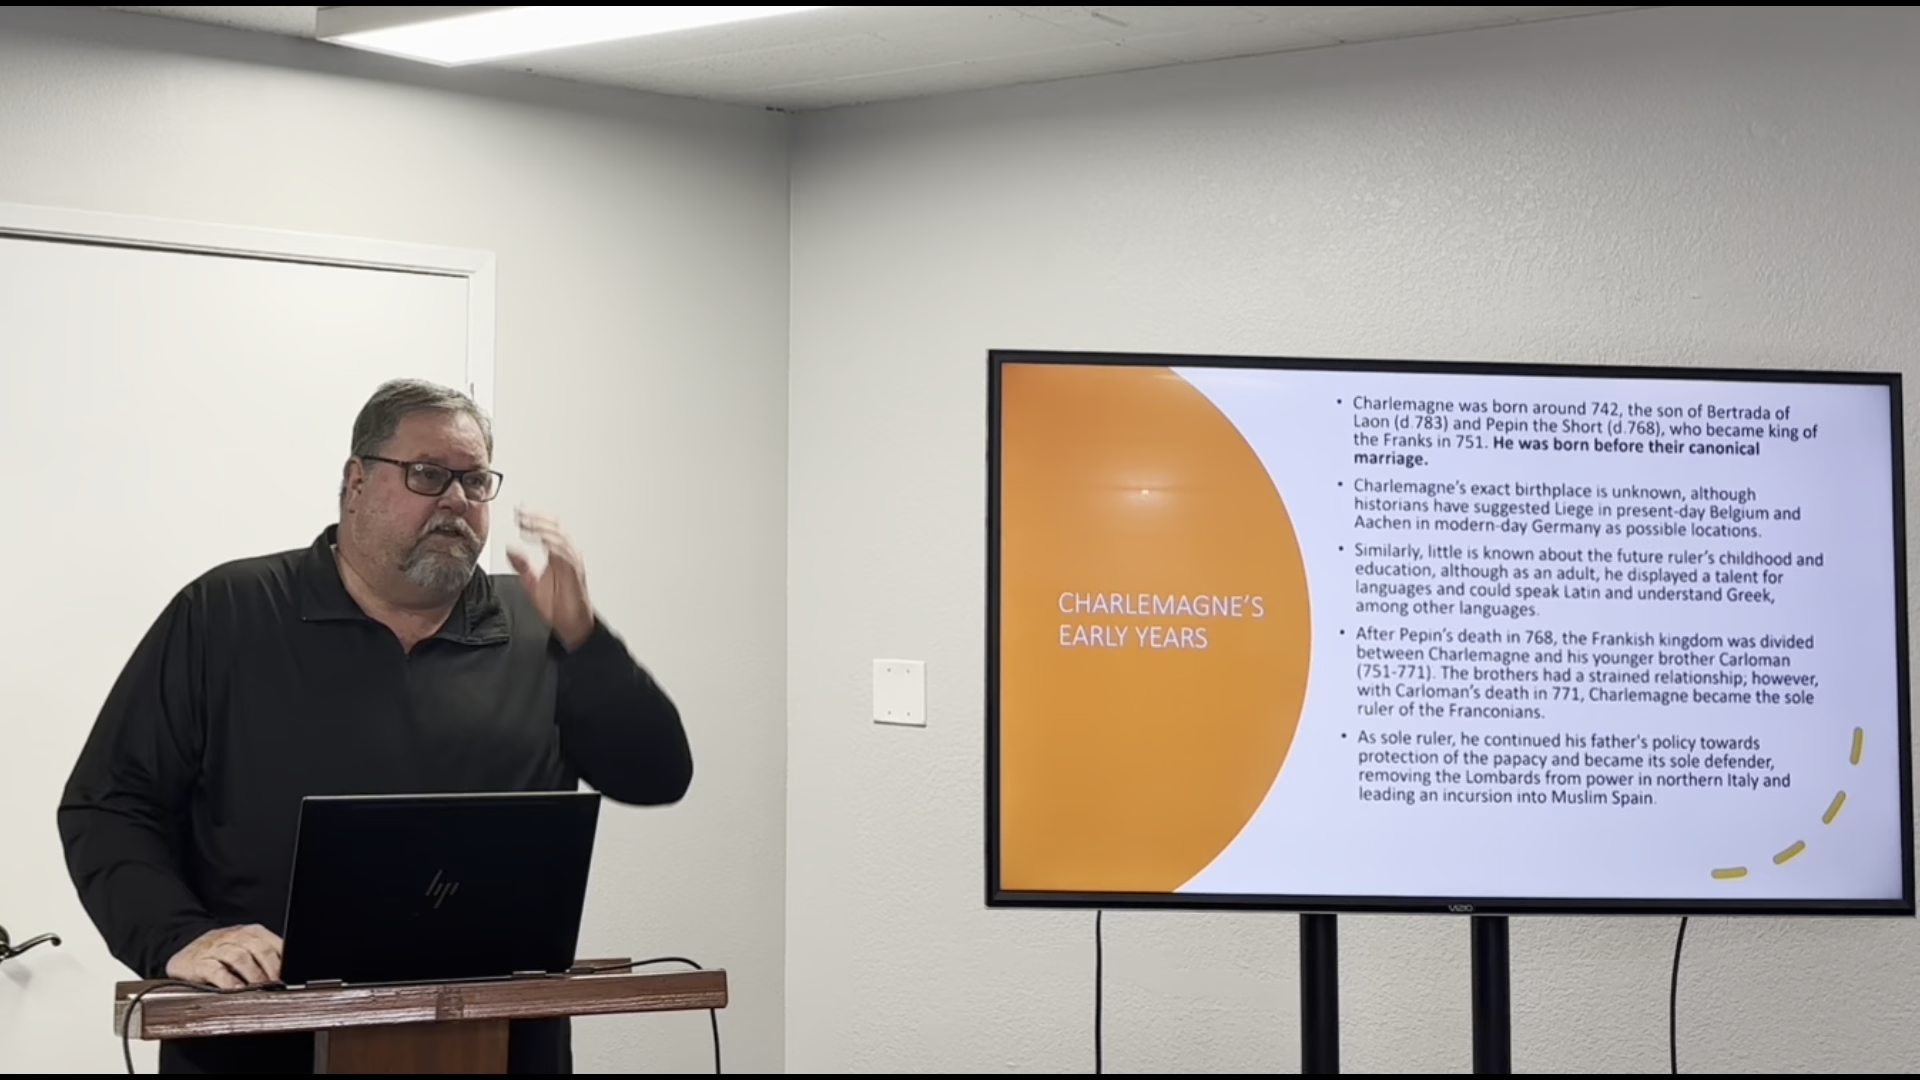 CHARLEMAGNE'S
EARLY YEARS
• Charlemagne was born around 742, the son of Bertrada of
Laon (d.783) and Pepin the Short (d.768), who became king of
the Franks in 751. He was born before their canonical
marriage.
• Charlemagne's exact birthplace is unknown, although
historians have suggested Liege in present-day Belgium and
Aachen in modern-day Germany as possible locations.
• Similarly, little is known about the future ruler's childhood and
education, although as an adult, he displayed a talent for
languages and could speak Latin and understand Greek,
among other languages.
• After Pepin's death in 768, the Frankish kingdom was divided
between Charlemagne and his younger brother Carloman
(751-771). The brothers had a strained relationship; however,
with Carloman's death in 771, Charlemagne became the sole
ruler of the Franconians.
• As sole ruler, he continued his father's policy towards
protection of the papacy and became its sole defender,
removing the Lombards from power in northern Italy and
leading an incursion into Muslim Spain.
VIZIO
hp